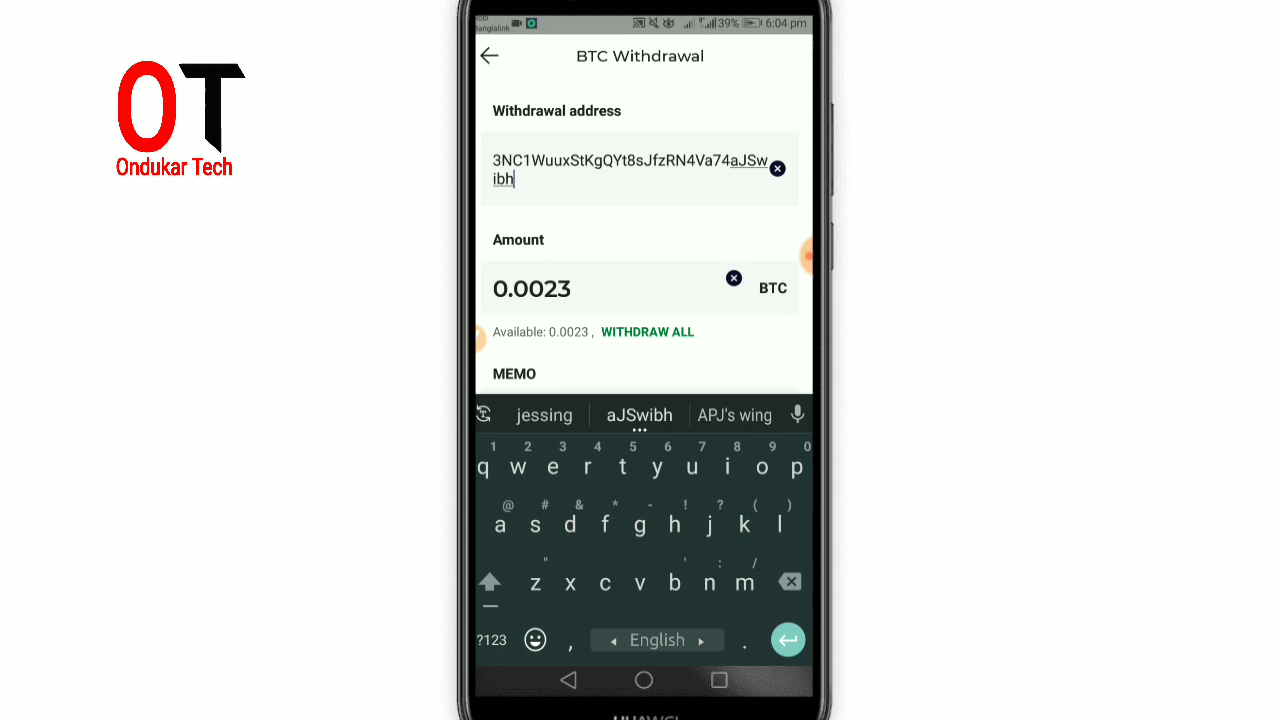 Robi
Banglalink
39% 6:04 pm
BTC Withdrawal
OT
Ondukar Tech
Withdrawal address
3NC1WuuxStKgQYt8sJfzRN4Va74aJSw
ibh
Amount
0.0023
BTC
Available: 0.0023 , WITHDRAW ALL
MEMO
jessing aJSwibh APJ's wing
1 2 3 4 5 6 7 8 9 0
q w e r t y u i o p
@ # & * - ! ? ( )
a s d f g h j k l
" ' : /
z x c v b n m
?123 , English .
HUAWEI